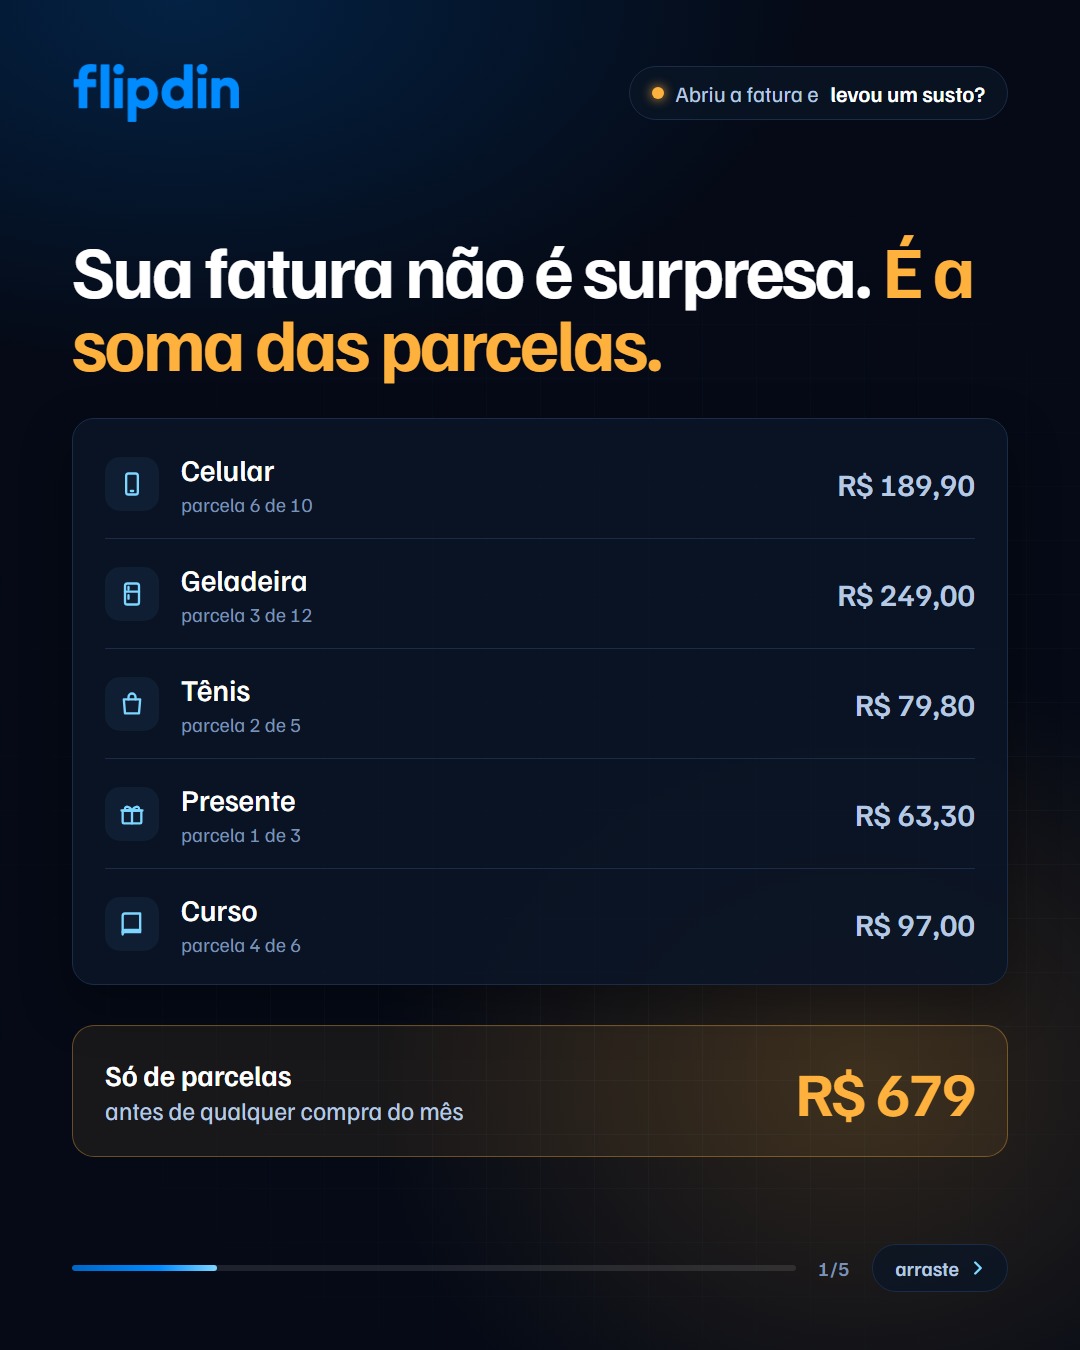 flipdin
Abriu a fatura e levou um susto?
Sua fatura não é surpresa. É a
soma das parcelas.
Celular
parcela 6 de 10
R$ 189,90
Geladeira
parcela 3 de 12
R$ 249,00
Tênis
parcela 2 de 5
R$ 79,80
Presente
parcela 1 de 3
R$ 63,30
Curso
parcela 4 de 6
R$ 97,00
Só de parcelas
antes de qualquer compra do mês
R$ 679
1/5
arraste